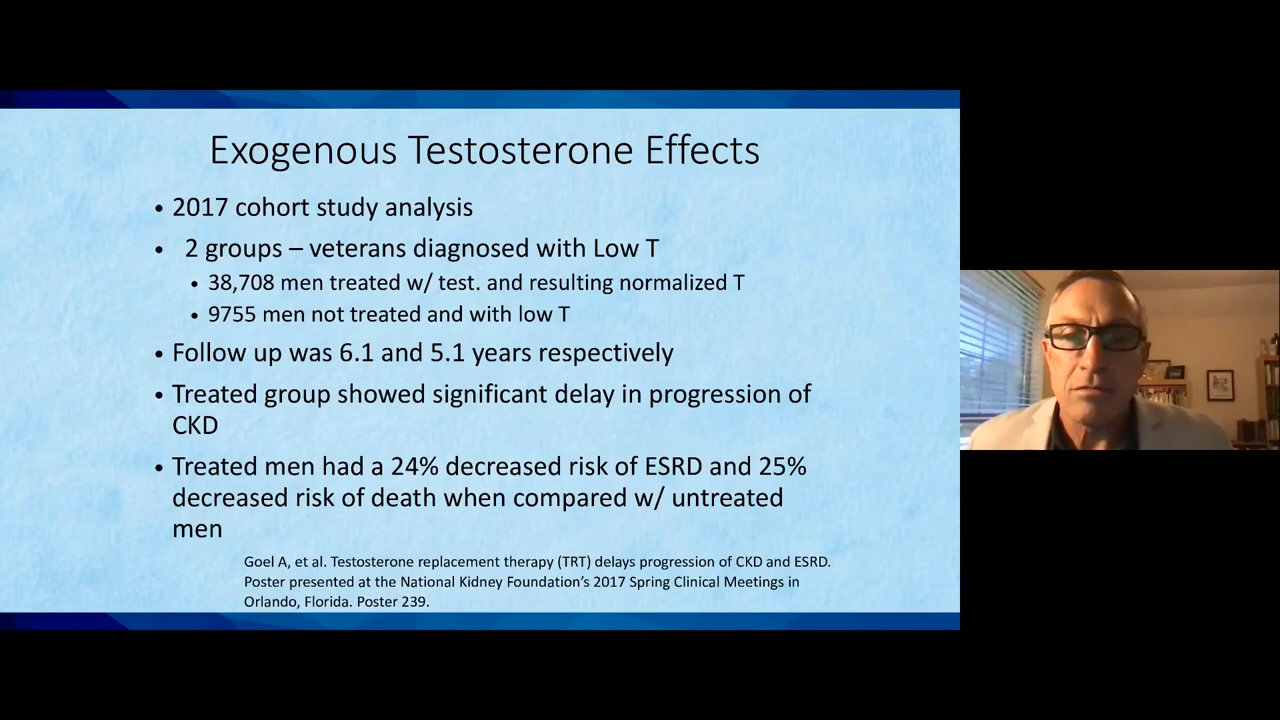 Exogenous Testosterone Effects
• 2017 cohort study analysis
• 2 groups – veterans diagnosed with Low T
• 38,708 men treated w/ test. and resulting normalized T
• 9755 men not treated and with low T
• Follow up was 6.1 and 5.1 years respectively
• Treated group showed significant delay in progression of
CKD
• Treated men had a 24% decreased risk of ESRD and 25%
decreased risk of death when compared w/ untreated
men
Goel A, et al. Testosterone replacement therapy (TRT) delays progression of CKD and ESRD.
Poster presented at the National Kidney Foundation’s 2017 Spring Clinical Meetings in
Orlando, Florida. Poster 239.